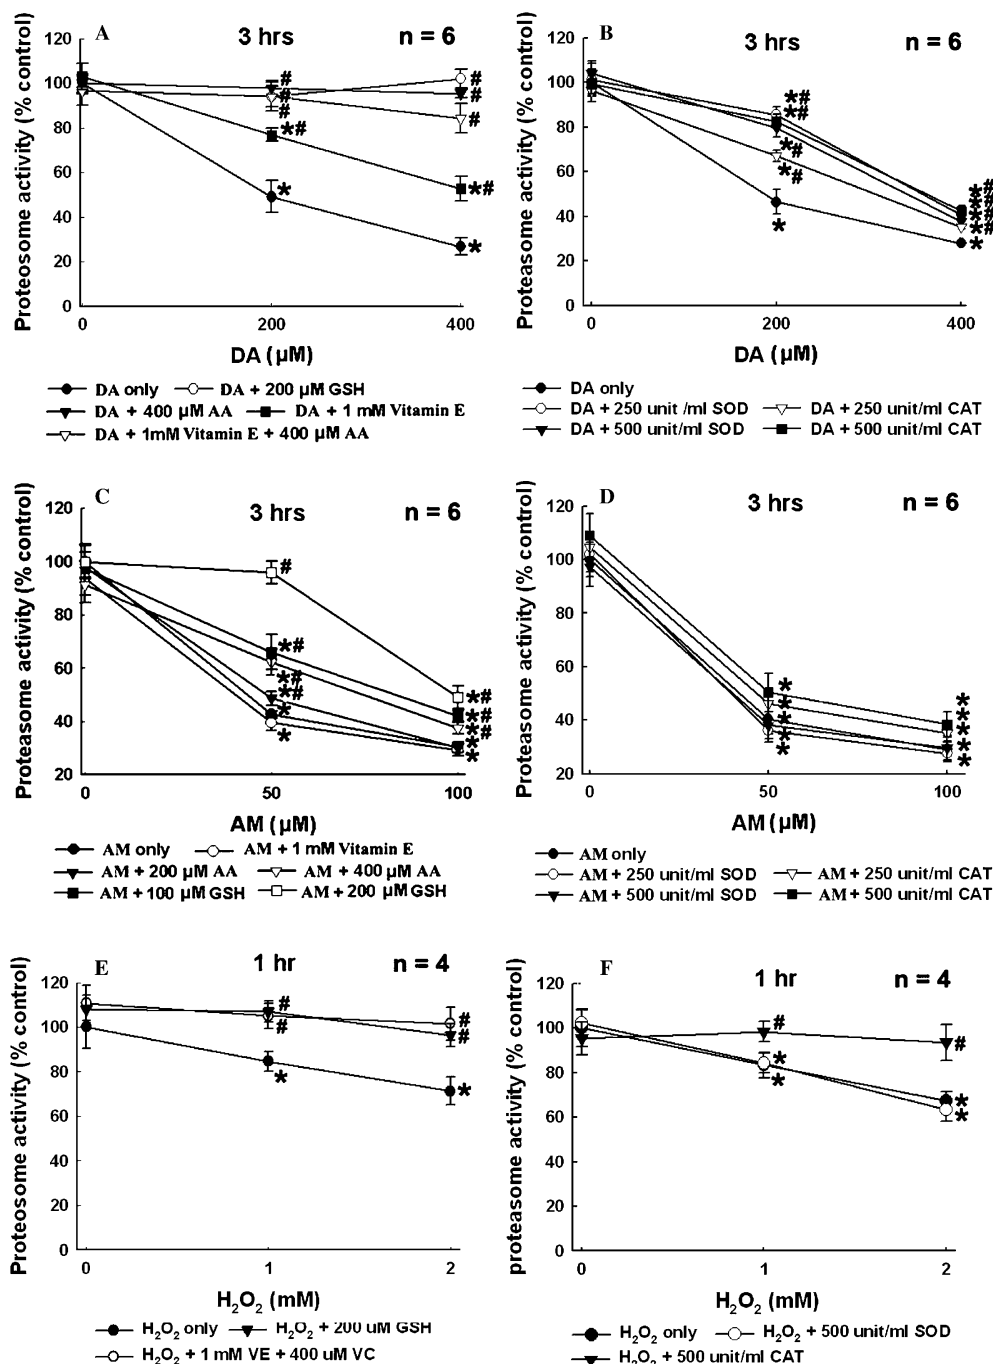 A
3 hrs
n = 6
Proteosome activity (% control)
120
100
80
60
40
20
0
#
#
#
#
#
#
*#
*#
*
*
0
200
400
DA (µM)
DA only
DA + 200 µM GSH
DA + 400 µM AA
DA + 1 mM Vitamin E
DA + 1mM Vitamin E + 400 µM AA
B
3 hrs
n = 6
Proteasome activity (% control)
120
100
80
60
40
20
0
*#
*#
*#
*#
*
*#
*#
*#
*#
*
0
200
400
DA (µM)
DA only
DA + 250 unit /ml SOD
DA + 250 unit/ml CAT
DA + 500 unit/ml SOD
DA + 500 unit/ml CAT
C
3 hrs
n = 6
Proteasome activity (% control)
120
100
80
60
40
20
#
*#
*#
*#
*
*
*#
*#
*#
*
*
0
50
100
AM (µM)
AM only
AM + 1 mM Vitamin E
AM + 200 µM AA
AM + 400 µM AA
AM + 100 µM GSH
AM + 200 µM GSH
D
3 hrs
n = 6
Proteasome activity (% control)
120
100
80
60
40
20
*
*
*
*
*
*
*
*
*
*
0
50
100
AM (µM)
AM only
AM + 250 unit/ml SOD
AM + 250 unit/ml CAT
AM + 500 unit/ml SOD
AM + 500 unit/ml CAT
E
1 hr
n = 4
Proteosome activity (% control)
120
100
80
60
40
20
0
#
#
#
#
*
*
0
1
2
H₂O₂ (mM)
H₂O₂ only
H₂O₂ + 200 uM GSH
H₂O₂ + 1 mM VE + 400 uM VC
F
1 hr
n = 4
proteasome activity (% control)
120
100
80
60
40
20
0
#
#
*
*
*
*
0
1
2
H₂O₂ (mM)
H₂O₂ only
H₂O₂ + 500 unit/ml SOD
H₂O₂ + 500 unit/ml CAT